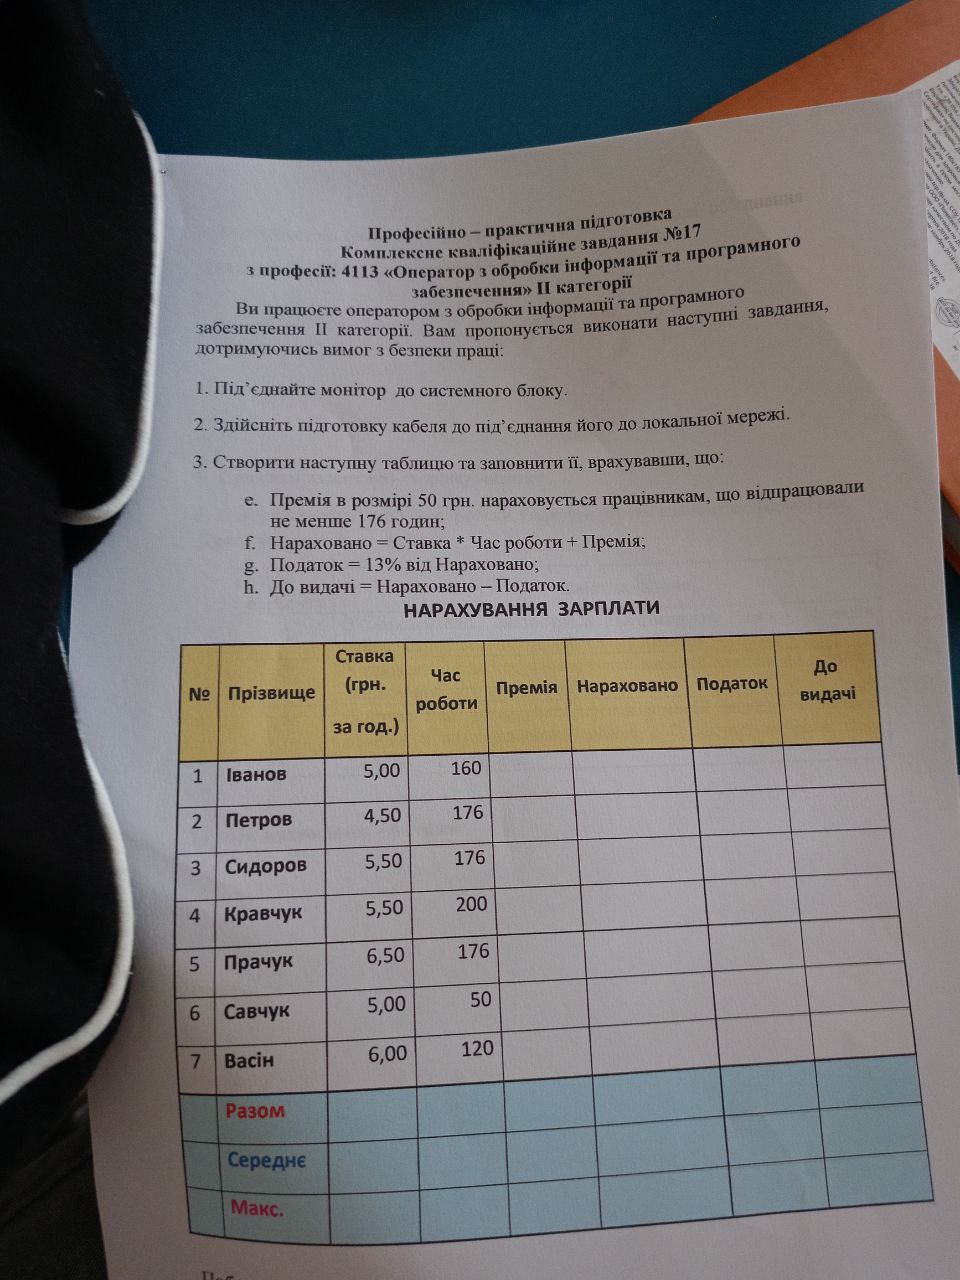 Професійно – практична підготовка
Комплексне кваліфікаційне завдання №17
з професії: 4113 «Оператор з обробки інформації та програмного
забезпечення» II категорії
Ви працюєте оператором з обробки інформації та програмного
забезпечення II категорії. Вам пропонується виконати наступні завдання,
дотримуючись вимог з безпеки праці:
1. Під’єднайте монітор до системного блоку.
2. Здійсніть підготовку кабеля до під’єднання його до локальної мережі.
3. Створити наступну таблицю та заповнити її, врахувавши, що:
e. Премія в розмірі 50 грн. нараховується працівникам, що відпрацювали
не менше 176 годин;
f. Нараховано = Ставка * Час роботи + Премія;
g. Податок = 13% від Нараховано;
h. До видачі = Нараховано – Податок.
НАРАХУВАННЯ ЗАРПЛАТИ
№ Прізвище Ставка (грн. за год.) Час роботи Премія Нараховано Податок До видачі
1 Іванов 5,00 160
2 Петров 4,50 176
3 Сидоров 5,50 176
4 Кравчук 5,50 200
5 Прачук 6,50 176
6 Савчук 5,00 50
7 Васін 6,00 120
Разом
Середнє
Макс.